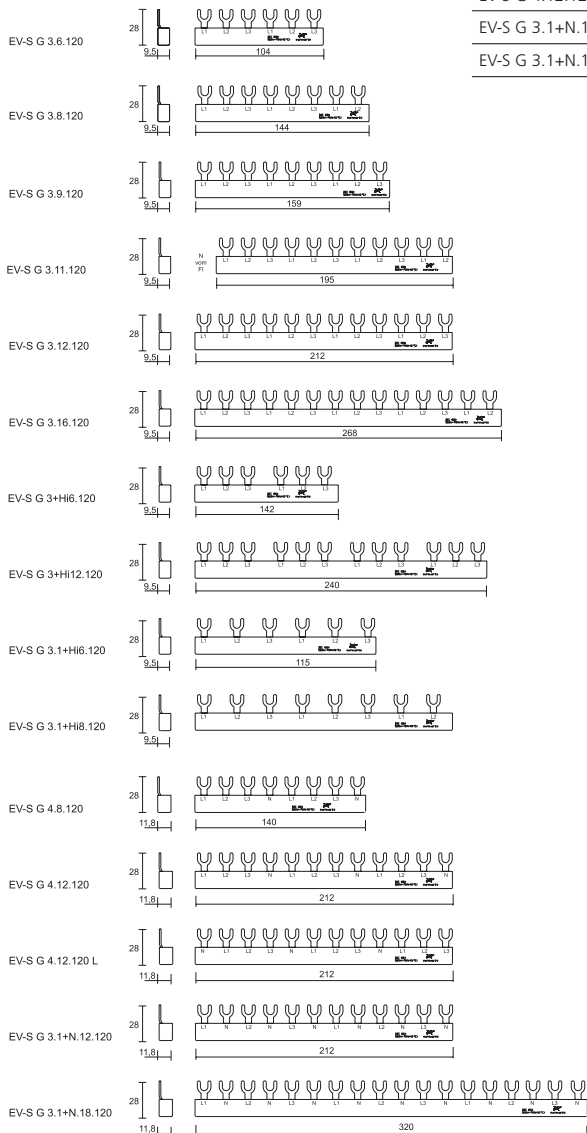 EV-S G 3.1+N.1
EV-S G 3.1+N.1
EV-S G 3.6.120
28
9,5
L1 L2 L3 L1 L2 L3
104
EV-S G 3.8.120
28
9,5
L1 L2 L3 L1 L2 L3 L1 L2
144
EV-S G 3.9.120
28
9,5
L1 L2 L3 L1 L2 L3 L1 L2 L3
159
EV-S G 3.11.120
28
9,5
N
vom
FI
L1 L2 L3 L1 L2 L3 L1 L2 L3 L1 L2
195
EV-S G 3.12.120
28
9,5
L1 L2 L3 L1 L2 L3 L1 L2 L3 L1 L2 L3
212
EV-S G 3.16.120
28
9,5
L1 L2 L3 L1 L2 L3 L1 L2 L3 L1 L2 L3 L1 L2
268
EV-S G 3+Hi6.120
28
9,5
L1 L2 L3 L1 L2 L3
142
EV-S G 3+Hi12.120
28
9,5
L1 L2 L3 L1 L2 L3 L1 L2 L3 L1 L2 L3
240
EV-S G 3.1+Hi6.120
28
9,5
L1 L2 L3 L1 L2 L3
115
EV-S G 3.1+Hi8.120
28
9,5
L1 L2 L3 L1 L2 L3 L1 L2
EV-S G 4.8.120
28
11,8
L1 L2 L3 N L1 L2 L3 N
140
EV-S G 4.12.120
28
11,8
L1 L2 L3 N L1 L2 L3 N L1 L2 L3 N
212
EV-S G 4.12.120 L
28
11,8
N L1 L2 L3 N L1 L2 L3 N L1 L2 L3
212
EV-S G 3.1+N.12.120
28
11,8
L1 N L2 N L3 N L1 N L2 N L3 N
212
EV-S G 3.1+N.18.120
28
11,8
L1 N L2 N L3 N L1 N L2 N L3 N L1 N L2 N L3 N
320